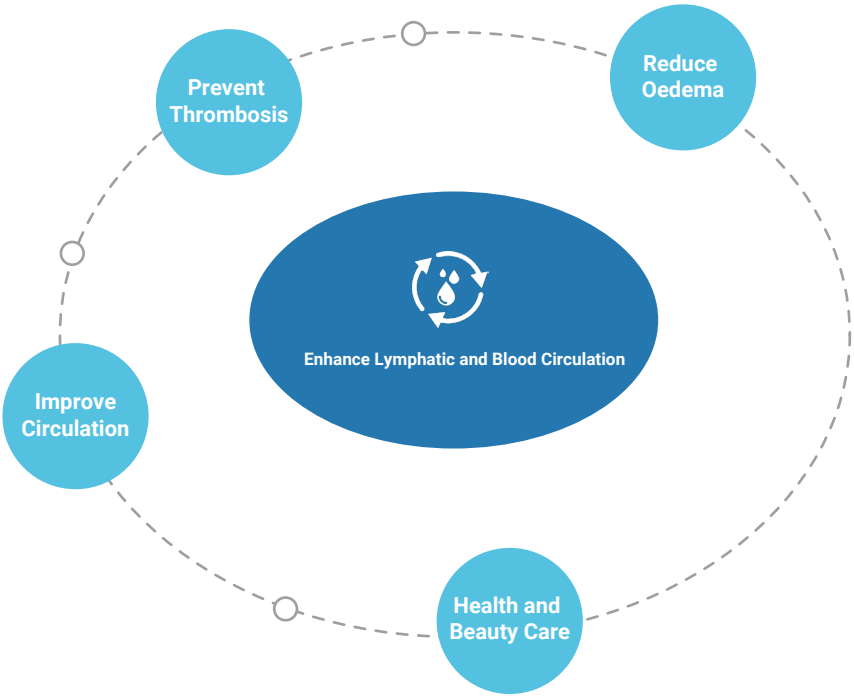 Prevent
Thrombosis
Reduce
Oedema
Enhance Lymphatic and Blood Circulation
Improve
Circulation
Health and
Beauty Care